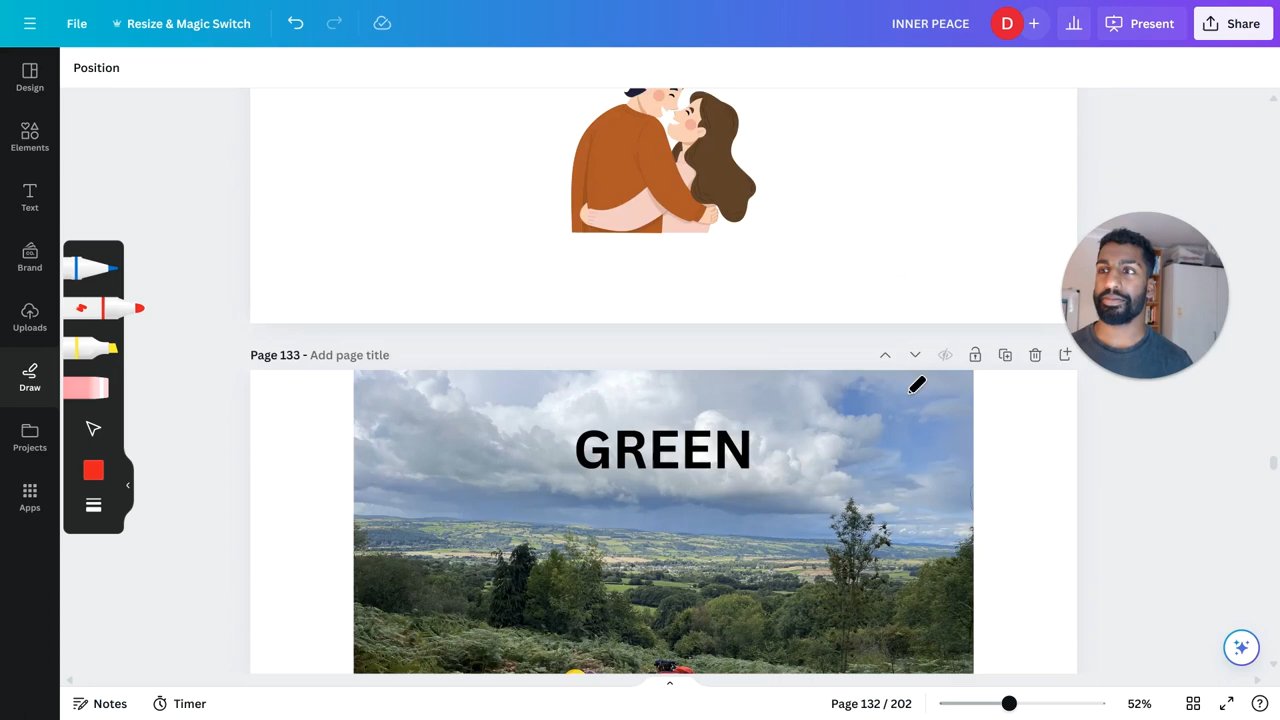 File
Resize & Magic Switch
INNER PEACE
D
Present
Share
Position
Design
Elements
Text
Brand
Uploads
Draw
Projects
Apps
Page 133 - Add page title
GREEN
Notes
Timer
Page 132 / 202
52%